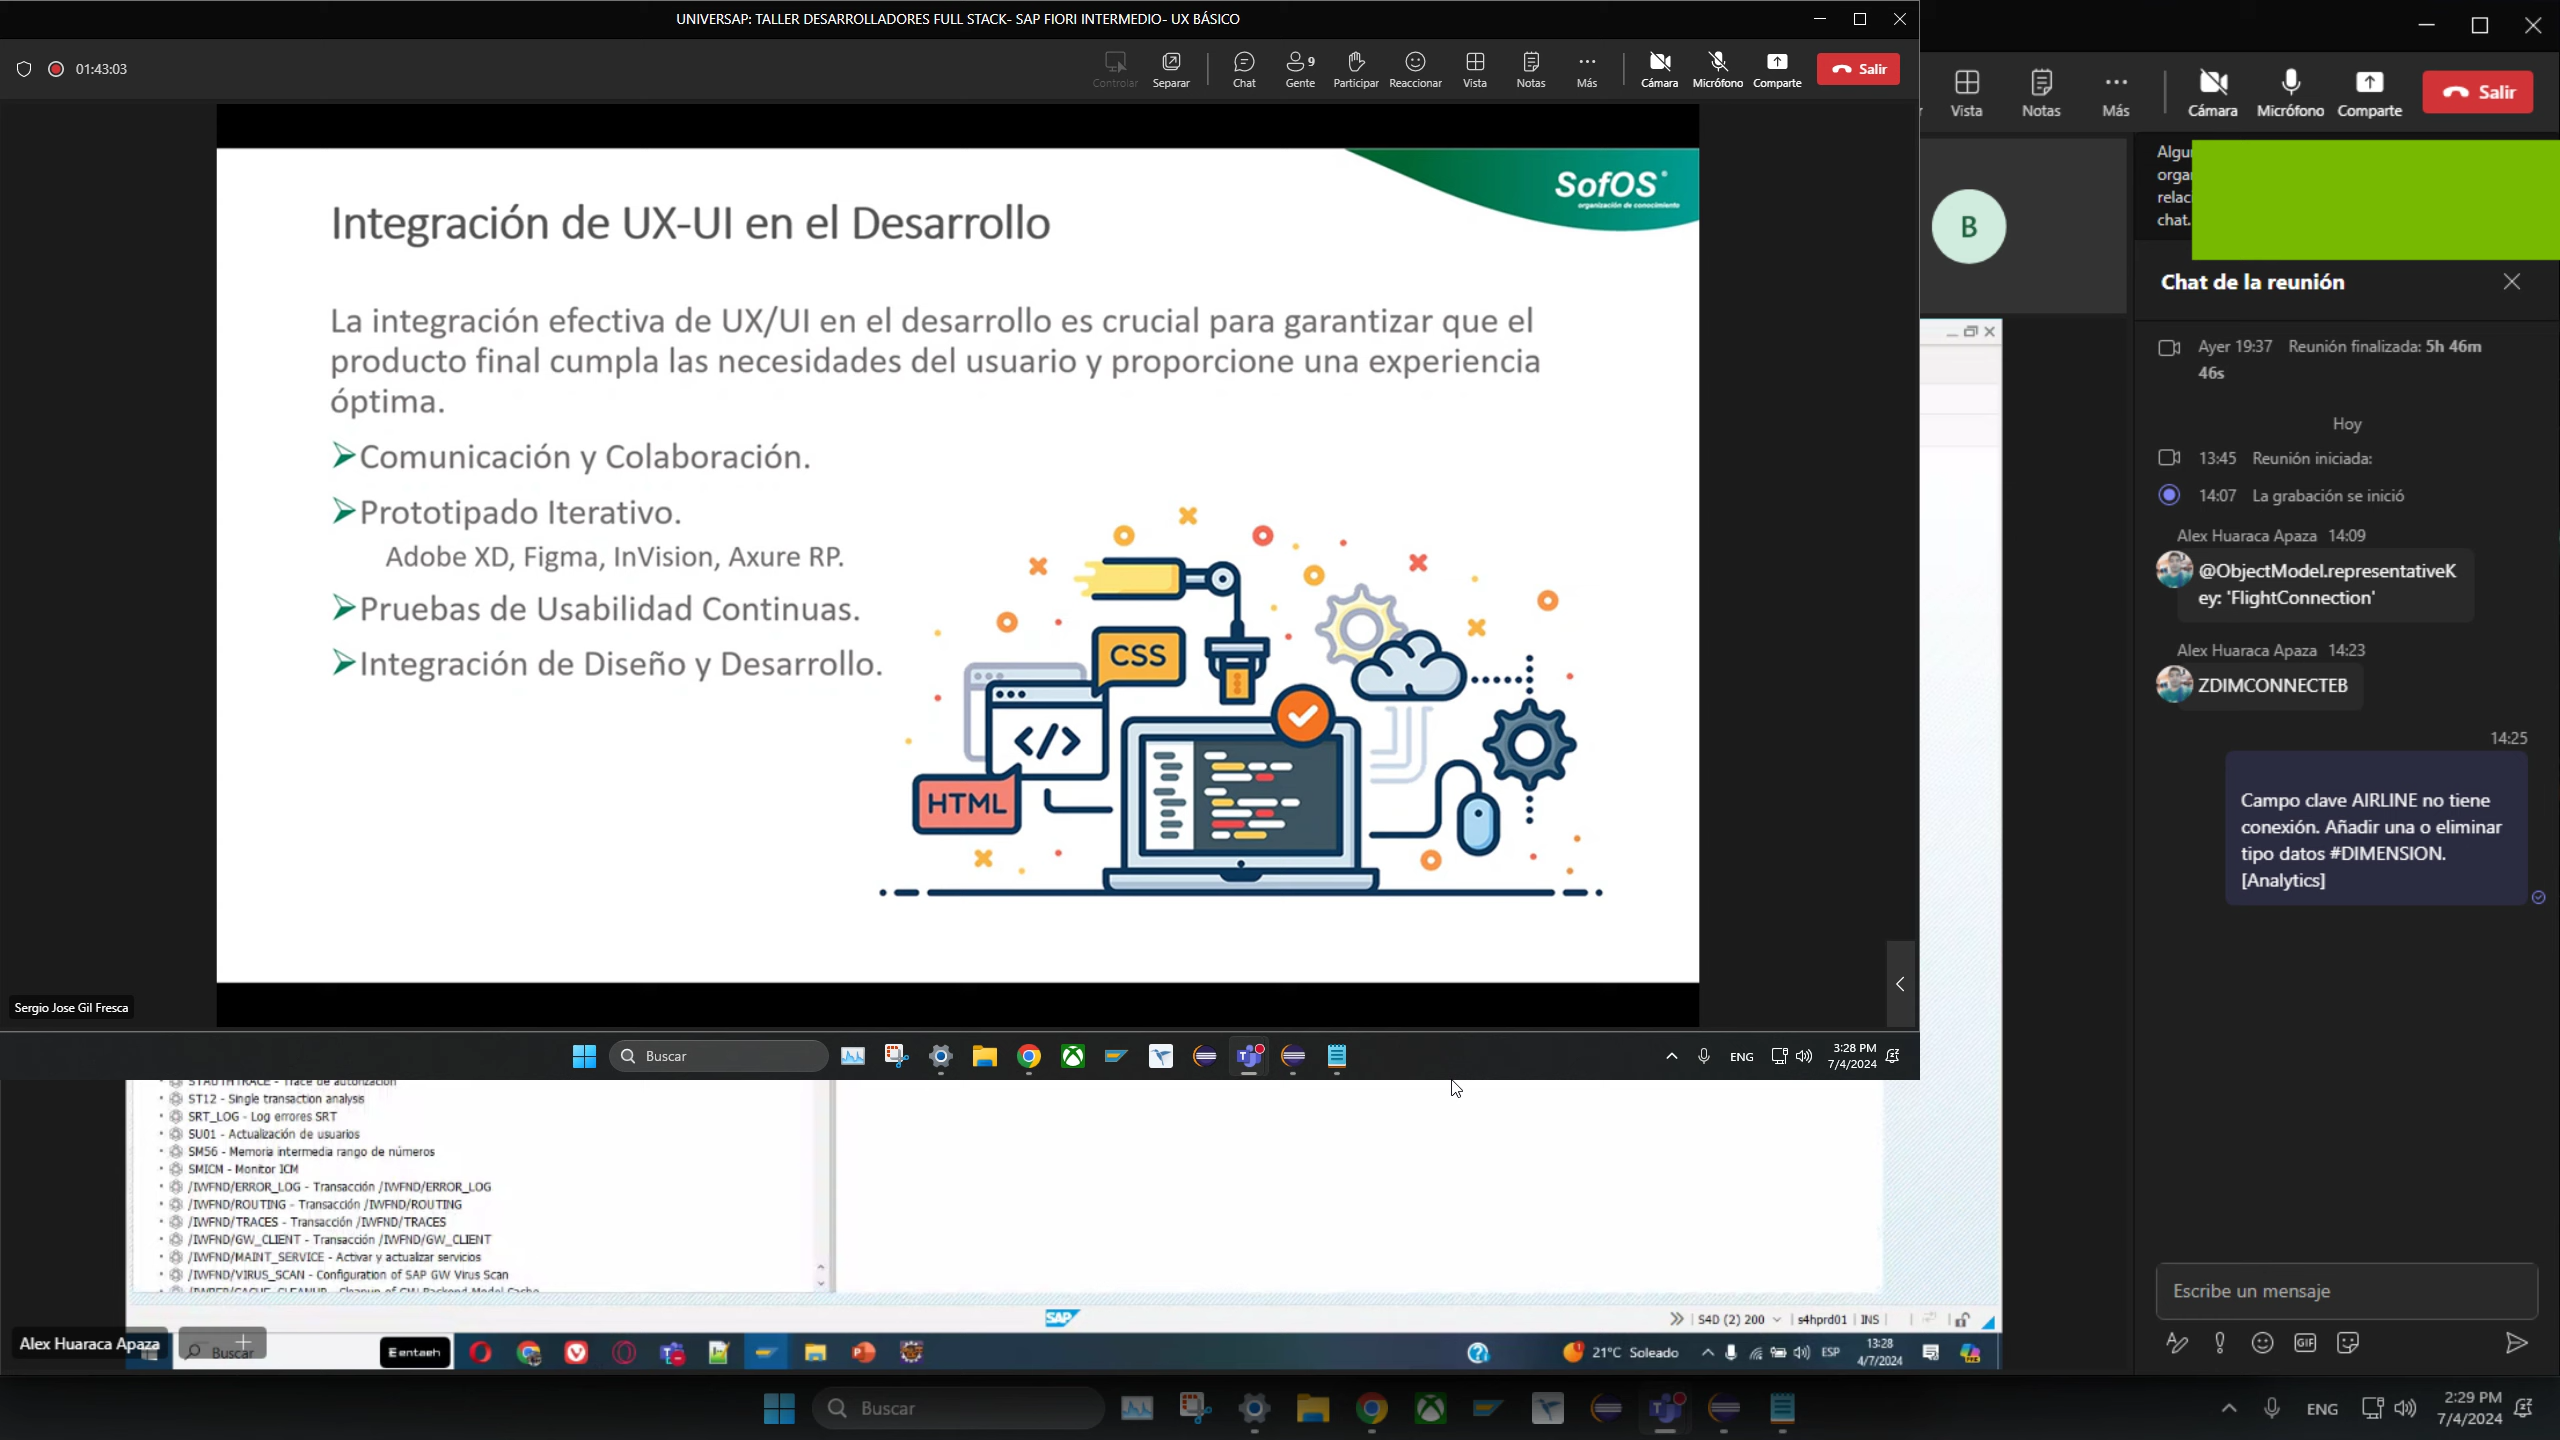 UNIVERSAP: TALLER DESARROLLADORES FULL STACK- SAP FIORI INTERMEDIO- UX BÁSICO
01:43:03
Controlar
Separar
Chat
Gente
9
Participar
Reaccionar
Vista
Notas
Más
Cámara
Micrófono
Comparte
Salir
Vista
Notas
Más
Cámara
Micrófono
Comparte
Salir
SofOS
organización de conocimiento
Integración de UX-UI en el Desarrollo
La integración efectiva de UX/UI en el desarrollo es crucial para garantizar que el
producto final cumpla las necesidades del usuario y proporcione una experiencia
óptima.
Comunicación y Colaboración.
Prototipado Iterativo.
Adobe XD, Figma, InVision, Axure RP.
Pruebas de Usabilidad Continuas.
Integración de Diseño y Desarrollo.
CSS
</>
HTML
Sergio Jose Gil Fresca
Buscar
ENG
3:28 PM
7/4/2024
B
chat.
Chat de la reunión
Ayer 19:37 Reunión finalizada: 5h 46m
46s
Hoy
13:45 Reunión iniciada:
14:07 La grabación se inició
Alex Huaraca Apaza 14:09
@ObjectModel.representativeK
ey: 'FlightConnection'
Alex Huaraca Apaza 14:23
ZDIMCONNECTEB
14:25
Campo clave AIRLINE no tiene
conexión. Añadir una o eliminar
tipo datos #DIMENSION.
[Analytics]
Escribe un mensaje
GIF
STAUTHTRACE - Trace de autorización
ST12 - Single transaction analysis
SRT_LOG - Log errores SRT
SU01 - Actualización de usuarios
SM56 - Memoria intermedia rango de números
SMICM - Monitor ICM
/IWFND/ERROR_LOG - Transacción /IWFND/ERROR_LOG
/IWFND/ROUTING - Transacción /IWFND/ROUTING
/IWFND/TRACES - Transacción /IWFND/TRACES
/IWFND/GW_CLIENT - Transacción /IWFND/GW_CLIENT
/IWFND/MAINT_SERVICE - Activar y actualizar servicios
/IWFND/VIRUS_SCAN - Configuration of SAP GW Virus Scan
SAP
S4D (2) 200
s4hprd01
INS
Alex Huaraca Apaza
Buscar
21°C Soleado
ESP
13:28
4/7/2024
Buscar
ENG
2:29 PM
7/4/2024